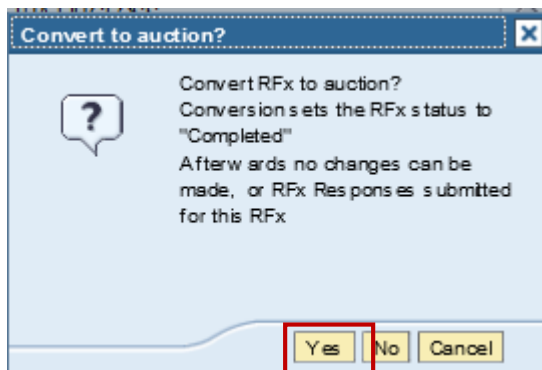 Convert to auction?
Convert RFx to auction?
Conversion sets the RFx status to
"Completed"
Afterwards no changes can be
made, or RFx Responses submitted
for this RFx
Yes No Cancel